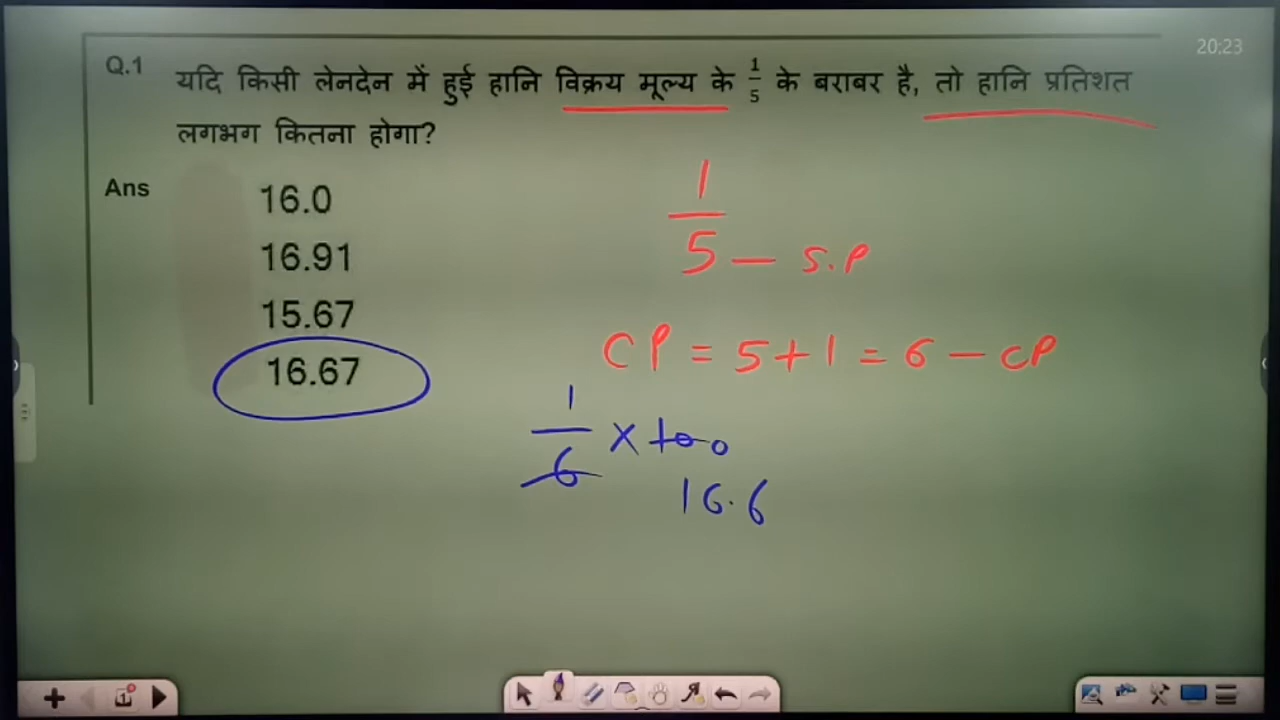 20:23
Q.1 यदि किसी लेनदेन में हुई हानि विक्रय मूल्य के 1/5 के बराबर है, तो हानि प्रतिशत
लगभग कितना होगा?
Ans 16.0
16.91
15.67
16.67
1/5 — S.P
CP = 5+1 = 6 — CP
1/6 × 100
16.6
1